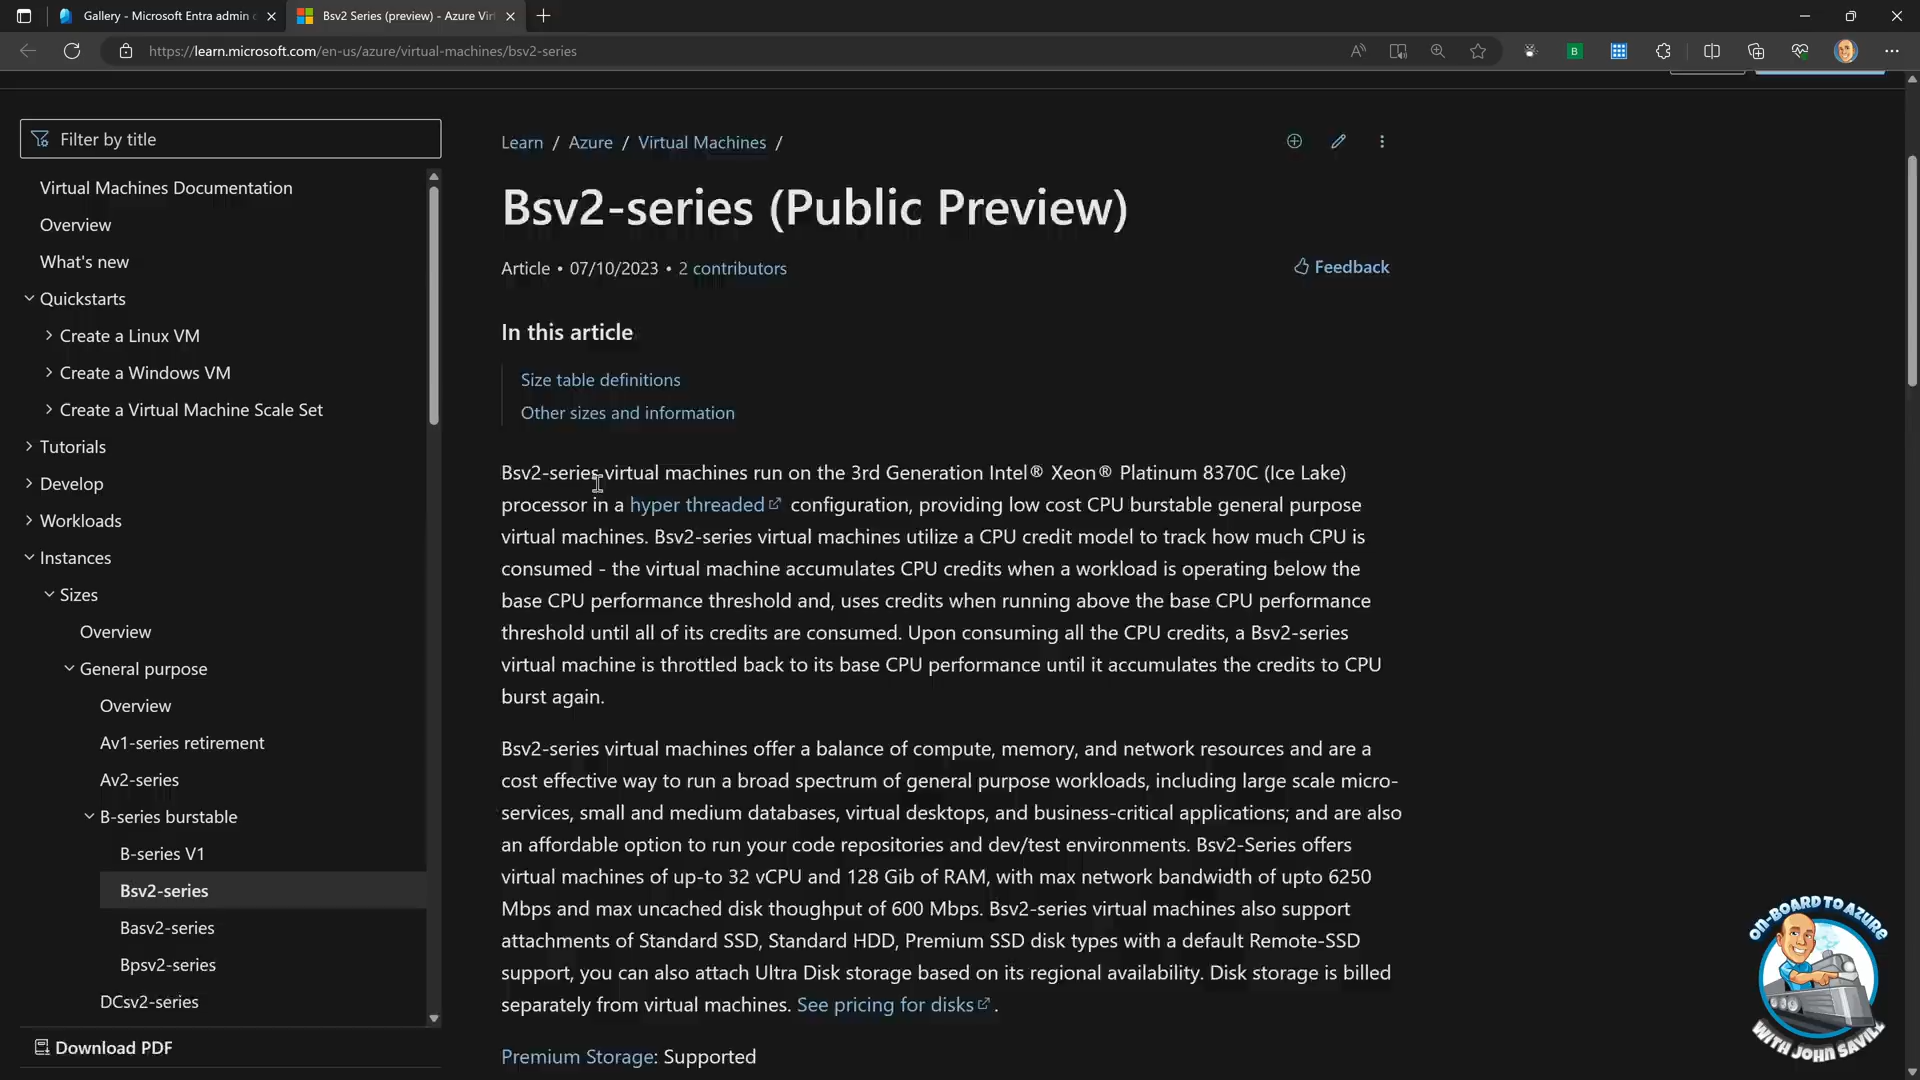 Gallery - Microsoft Entra admin
Bsv2 Series (preview) - Azure Vir
https://learn.microsoft.com/en-us/azure/virtual-machines/bsv2-series
Filter by title
Virtual Machines Documentation
Overview
What's new
Quickstarts
Create a Linux VM
Create a Windows VM
Create a Virtual Machine Scale Set
Tutorials
Develop
Workloads
Instances
Sizes
Overview
General purpose
Overview
Av1-series retirement
Av2-series
B-series burstable
B-series V1
Bsv2-series
Basv2-series
Bpsv2-series
DCsv2-series
Download PDF
Learn / Azure / Virtual Machines /
Bsv2-series (Public Preview)
Article • 07/10/2023 • 2 contributors
Feedback
In this article
Size table definitions
Other sizes and information
Bsv2-series virtual machines run on the 3rd Generation Intel® Xeon® Platinum 8370C (Ice Lake)
processor in a hyper threaded configuration, providing low cost CPU burstable general purpose
virtual machines. Bsv2-series virtual machines utilize a CPU credit model to track how much CPU is
consumed - the virtual machine accumulates CPU credits when a workload is operating below the
base CPU performance threshold and, uses credits when running above the base CPU performance
threshold until all of its credits are consumed. Upon consuming all the CPU credits, a Bsv2-series
virtual machine is throttled back to its base CPU performance until it accumulates the credits to CPU
burst again.
Bsv2-series virtual machines offer a balance of compute, memory, and network resources and are a
cost effective way to run a broad spectrum of general purpose workloads, including large scale micro-
services, small and medium databases, virtual desktops, and business-critical applications; and are also
an affordable option to run your code repositories and dev/test environments. Bsv2-Series offers
virtual machines of up-to 32 vCPU and 128 Gib of RAM, with max network bandwidth of upto 6250
Mbps and max uncached disk thoughput of 600 Mbps. Bsv2-series virtual machines also support
attachments of Standard SSD, Standard HDD, Premium SSD disk types with a default Remote-SSD
support, you can also attach Ultra Disk storage based on its regional availability. Disk storage is billed
separately from virtual machines. See pricing for disks.
Premium Storage: Supported
ON-BOARD TO AZURE
WITH JOHN SAVILL